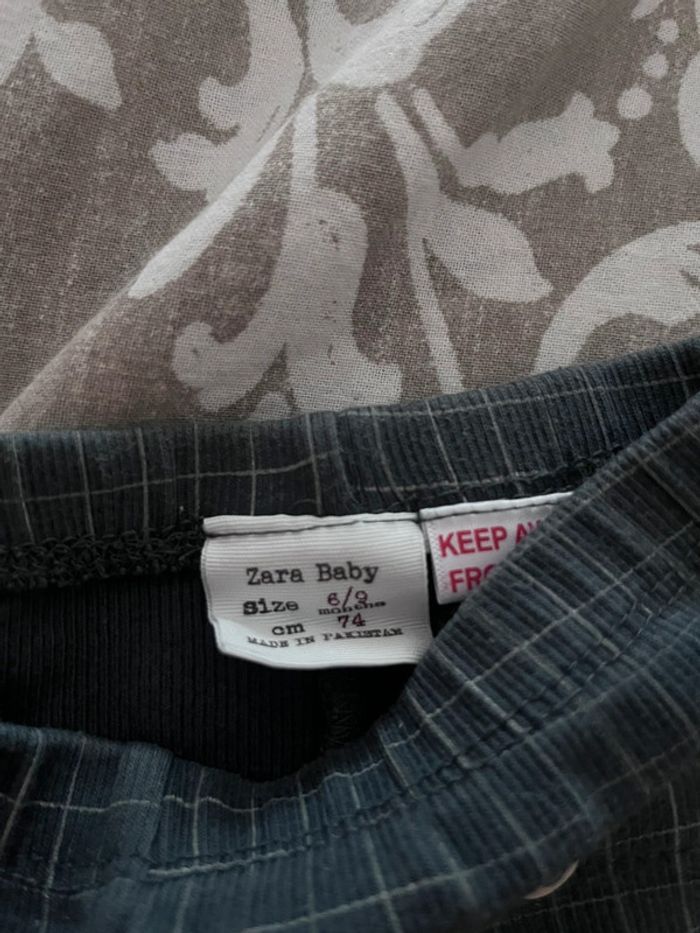 Zara Baby
Size 6/9
months
cm 74
MADE IN PAKISTAN
KEEP
FRO